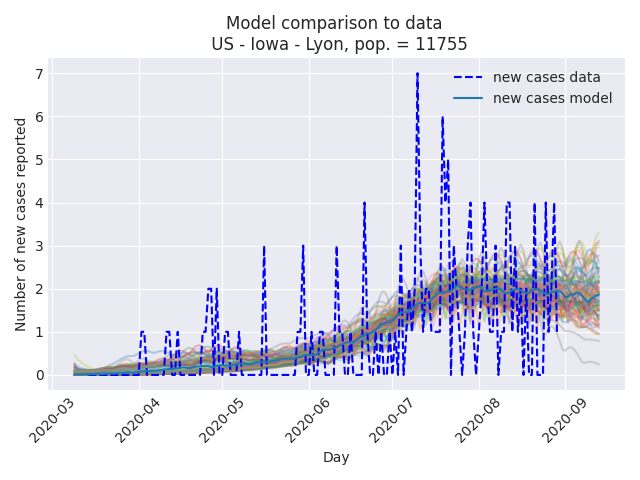 Model comparison to data
US - Iowa - Lyon, pop. = 11755
new cases data
new cases model
Number of new cases reported
7
6
5
4
3
2
1
0
2020-03
2020-04
2020-05
2020-06
2020-07
2020-08
2020-09
Day